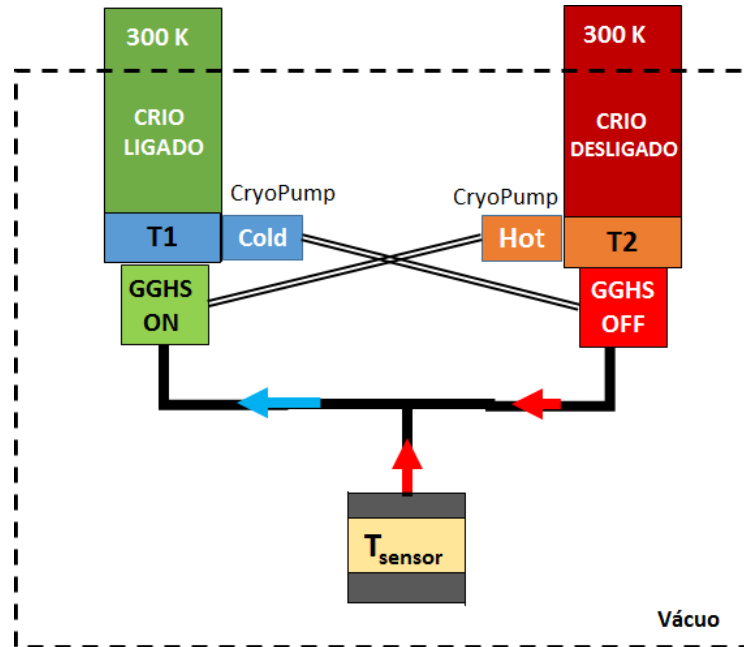 300 K
300 K
CRIO
LIGADO
CRIO
DESLIGADO
CryoPump
CryoPump
T1
Cold
Hot
T2
GGHS
ON
GGHS
OFF
Tsensor
Vácuo